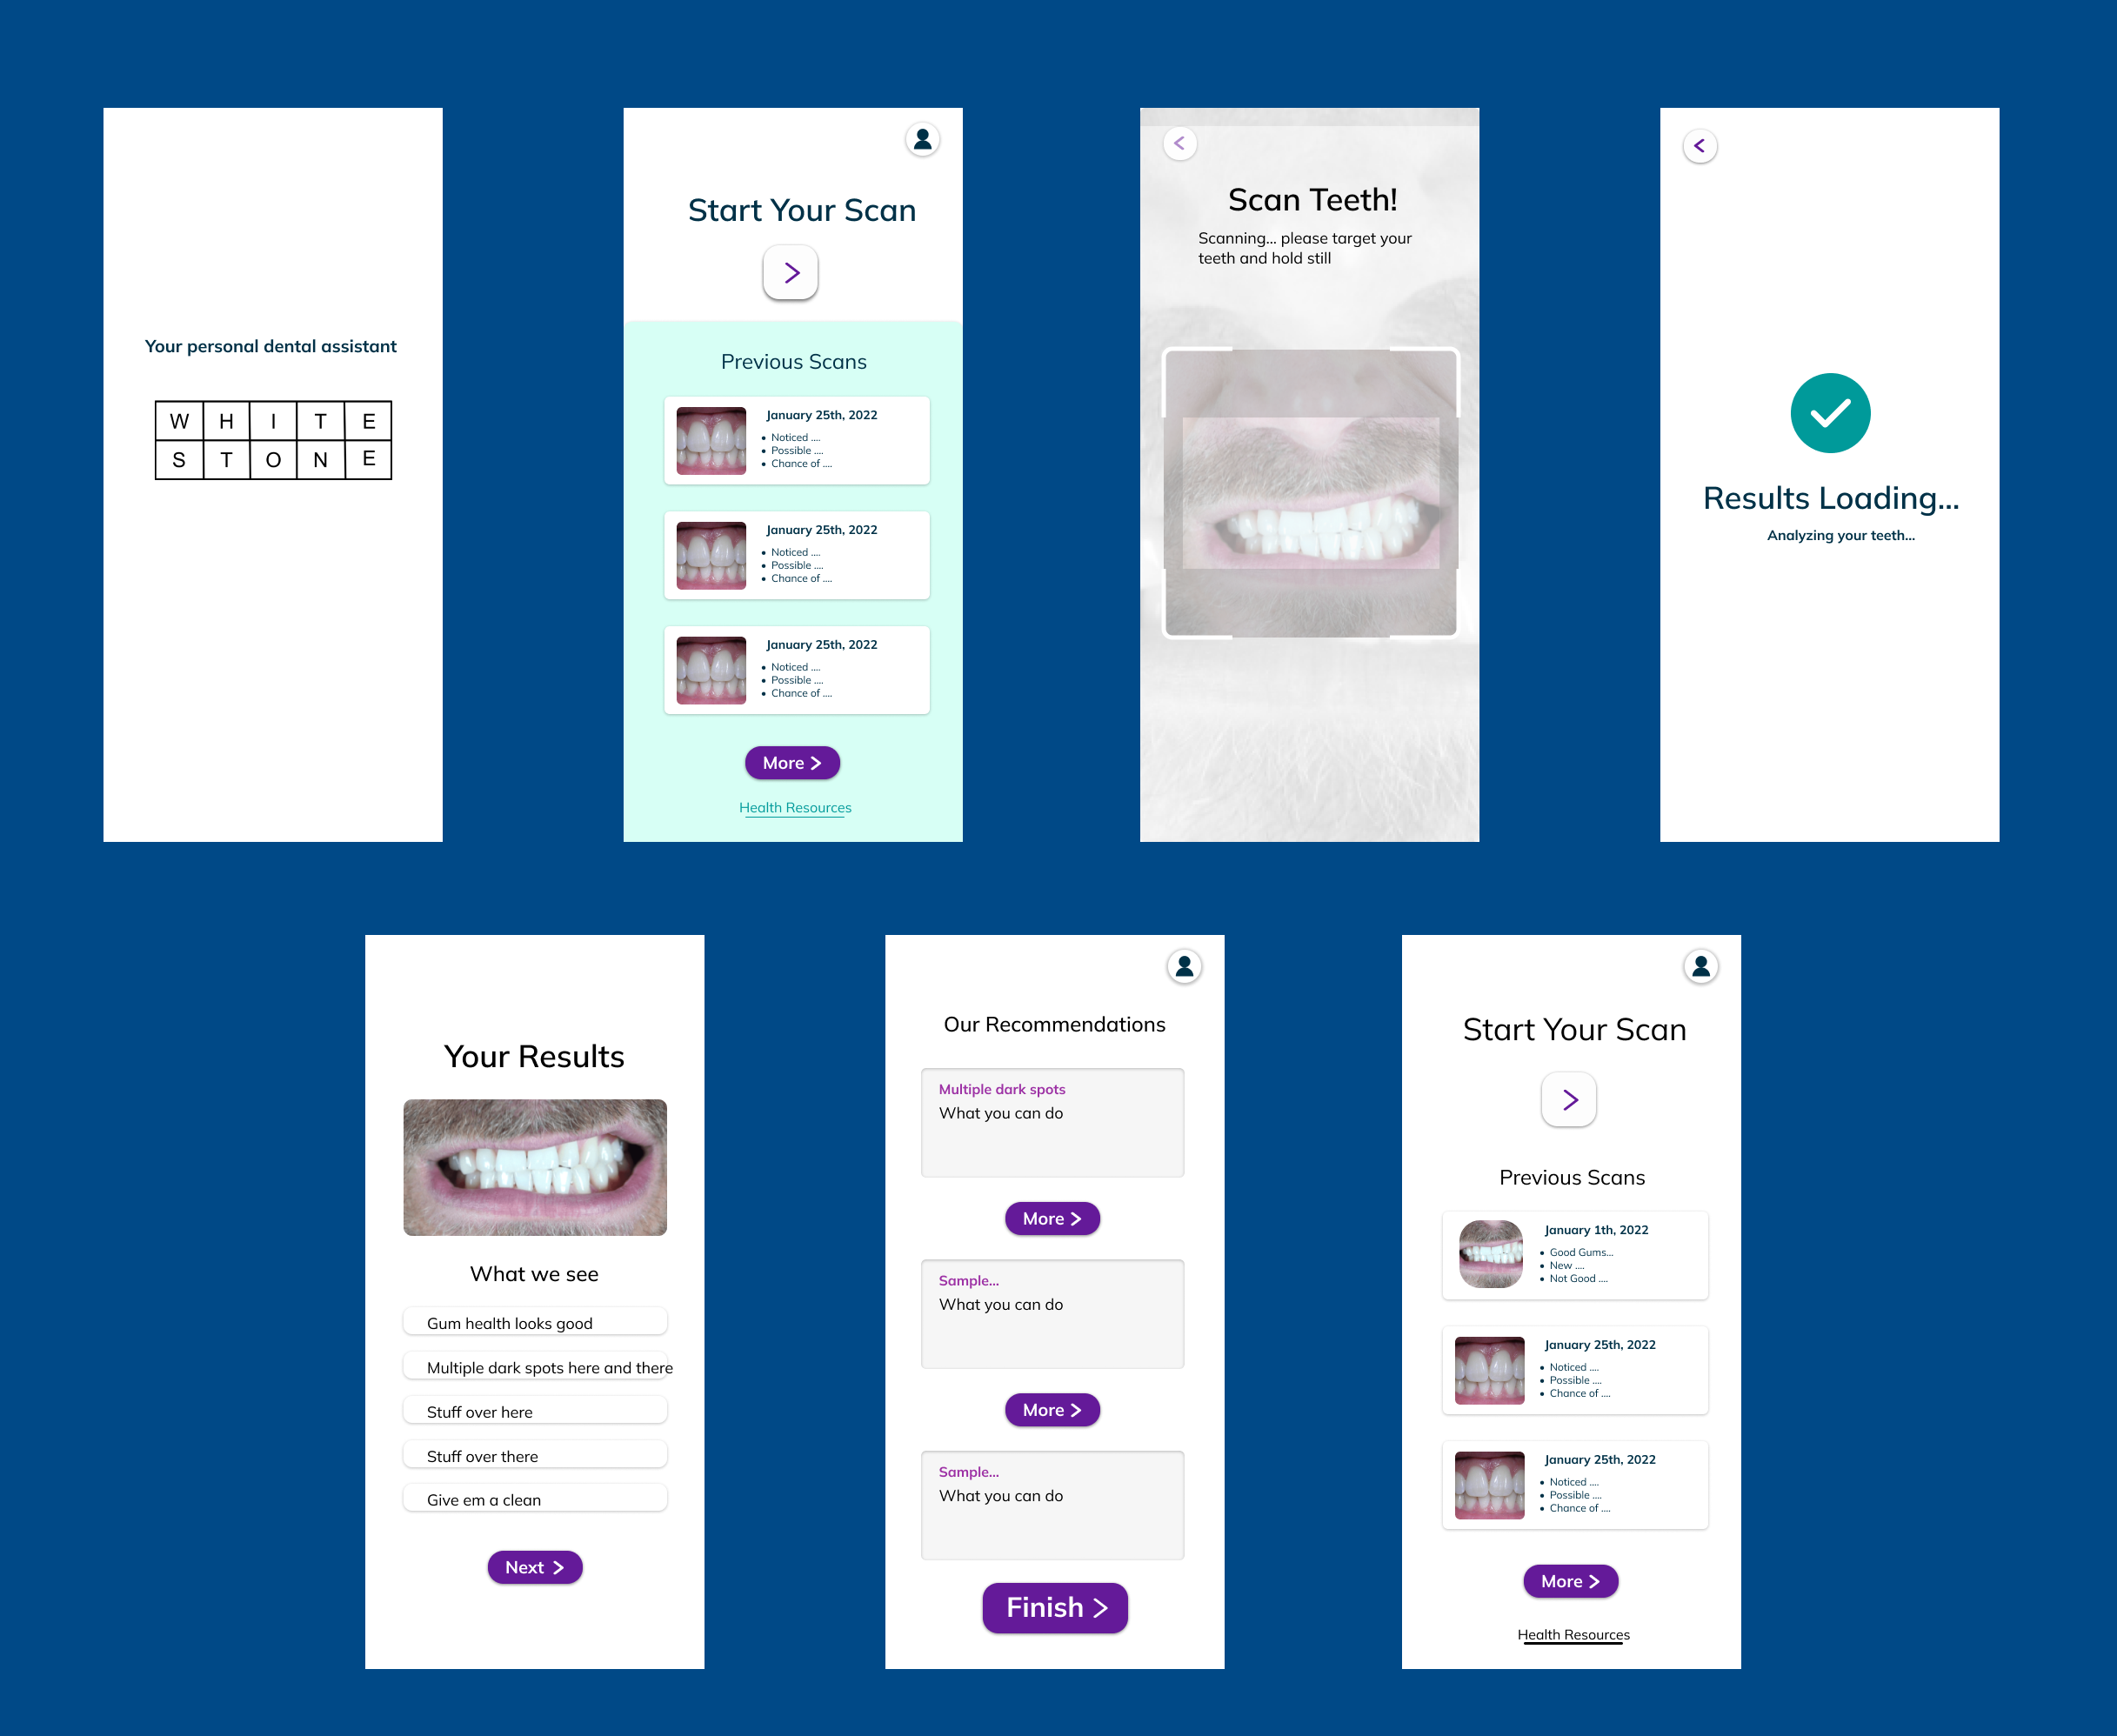 Your personal dental assistant
W H I T E
S T O N E
Start Your Scan
Previous Scans
January 25th, 2022
Noticed ....
Possible ....
Chance of ....
January 25th, 2022
Noticed ....
Possible ....
Chance of ....
January 25th, 2022
Noticed ....
Possible ....
Chance of ....
More
Health Resources
Scan Teeth!
Scanning... please target your
teeth and hold still
Results Loading...
Analyzing your teeth...
Your Results
What we see
Gum health looks good
Multiple dark spots here and there
Stuff over here
Stuff over there
Give em a clean
Next
Our Recommendations
Multiple dark spots
What you can do
More
Sample...
What you can do
More
Sample...
What you can do
Finish
Start Your Scan
Previous Scans
January 1th, 2022
Good Gums...
New ....
Not Good ....
January 25th, 2022
Noticed ....
Possible ....
Chance of ....
January 25th, 2022
Noticed ....
Possible ....
Chance of ....
More
Health Resources